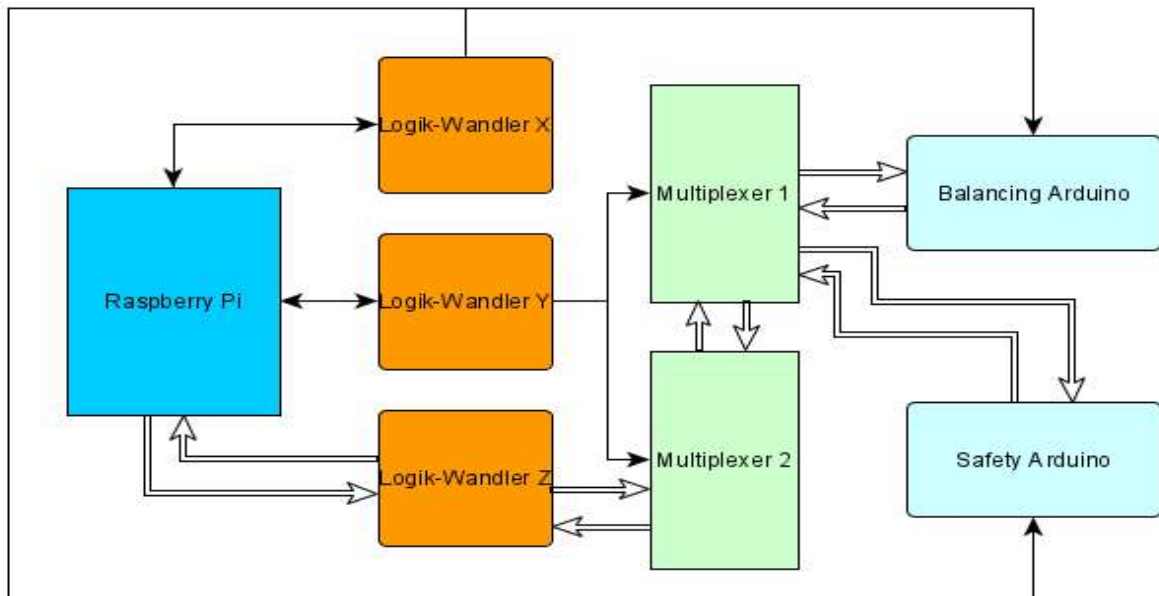 Logik-Wandler X
Multiplexer 1
Balancing Arduino
Raspberry Pi
Logik-Wandler Y
Logik-Wandler Z
Multiplexer 2
Safety Arduino